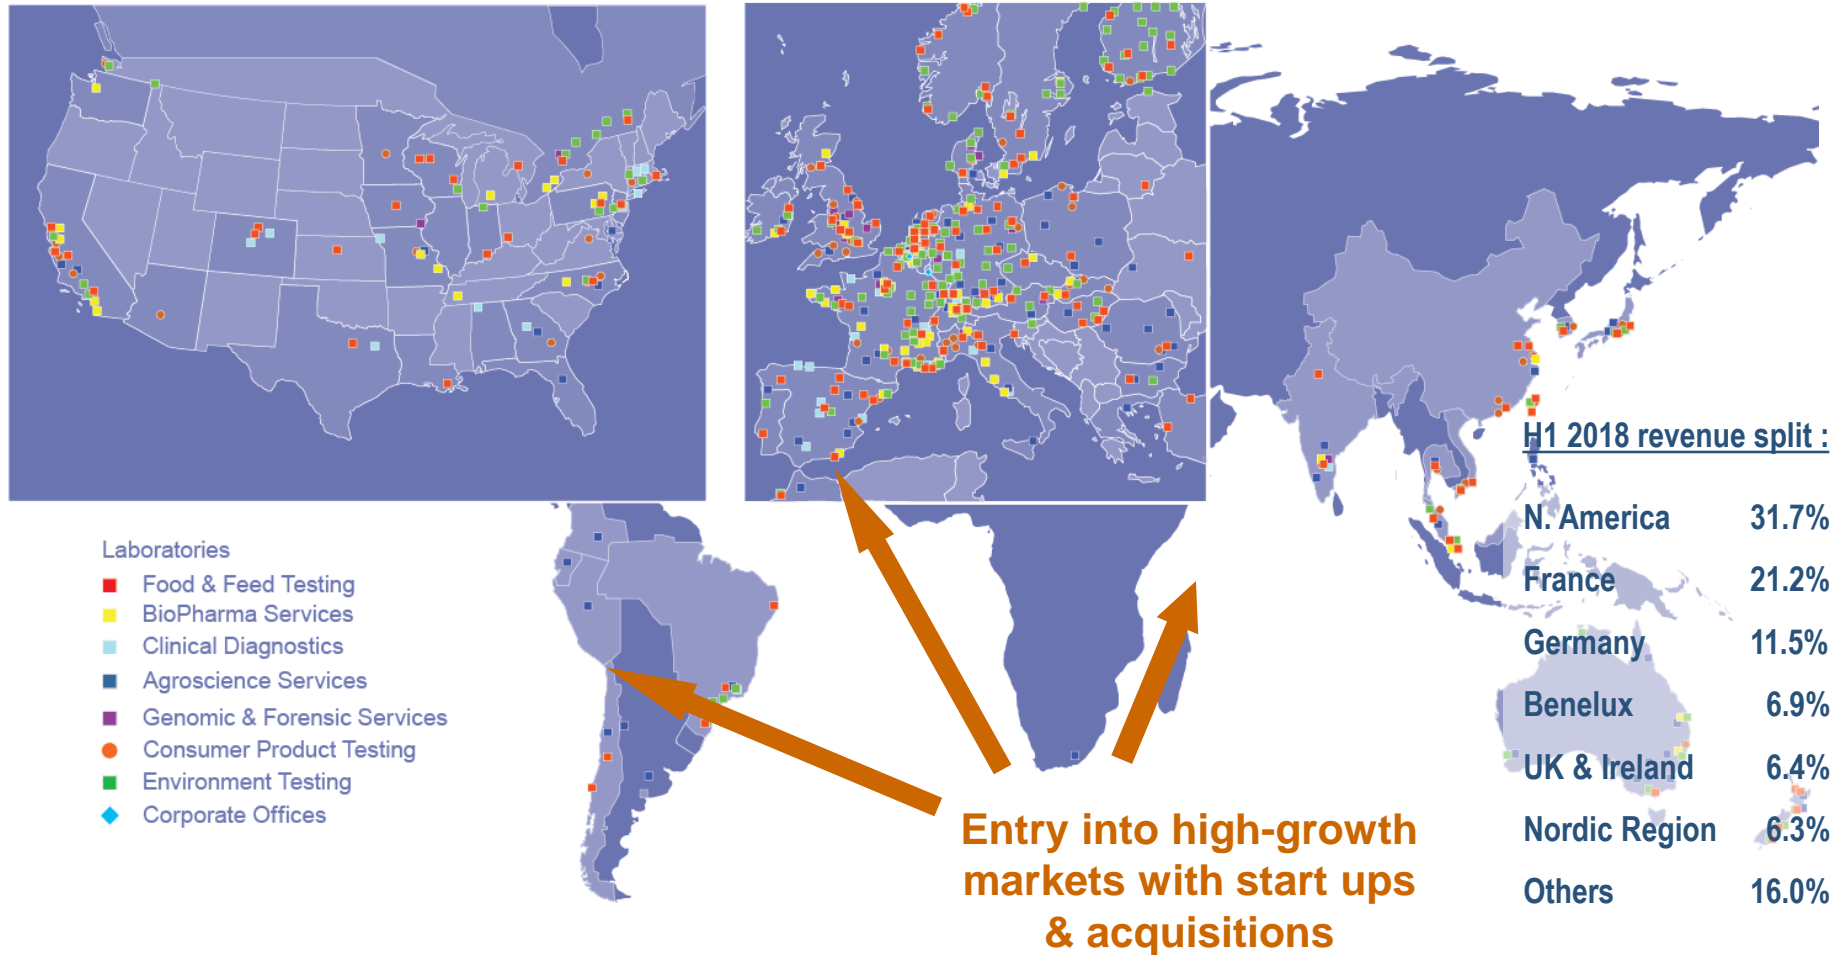 Laboratories
Food & Feed Testing
BioPharma Services
Clinical Diagnostics
Agroscience Services
Genomic & Forensic Services
Consumer Product Testing
Environment Testing
Corporate Offices
Entry into high-growth
markets with start ups
& acquisitions
H1 2018 revenue split :
N. America 31.7%
France 21.2%
Germany 11.5%
Benelux 6.9%
UK & Ireland 6.4%
Nordic Region 6.3%
Others 16.0%